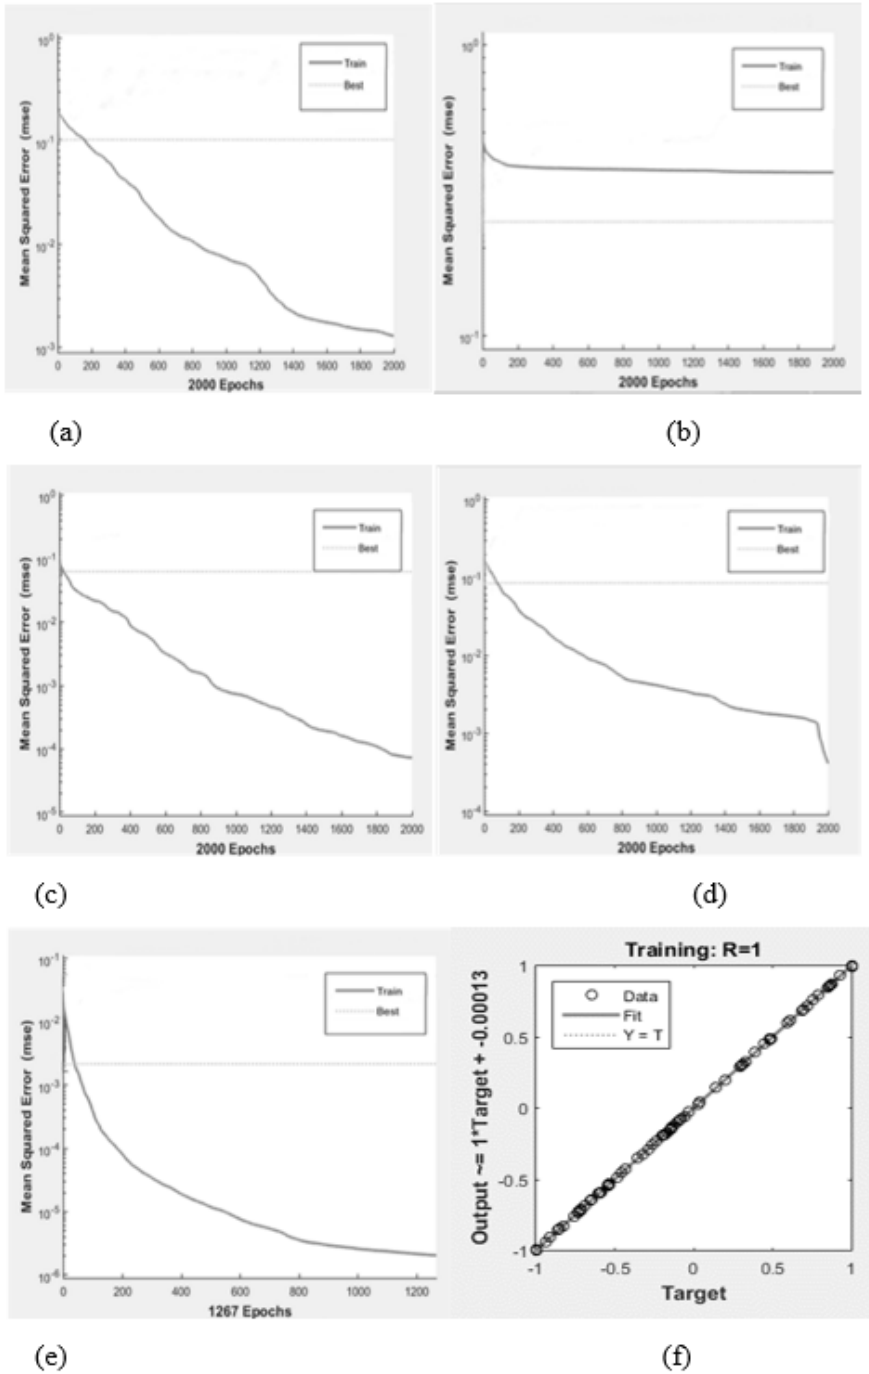 10⁰
10⁻¹
10⁻²
10⁻³
Mean Squared Error (mse)
Train
Best
0 200 400 600 800 1000 1200 1400 1600 1800 2000
2000 Epochs
(a)
10⁰
10⁻¹
Mean Squared Error (mse)
Train
Best
0 200 400 600 800 1000 1200 1400 1600 1800 2000
2000 Epochs
(b)
10⁰
10⁻¹
10⁻²
10⁻³
10⁻⁴
10⁻⁵
Mean Squared Error (mse)
Train
Best
0 200 400 600 800 1000 1200 1400 1600 1800 2000
2000 Epochs
(c)
10⁰
10⁻¹
10⁻²
10⁻³
10⁻⁴
Mean Squared Error (mse)
Train
Best
0 200 400 600 800 1000 1200 1400 1600 1800 2000
2000 Epochs
(d)
10⁻¹
10⁻²
10⁻³
10⁻⁴
10⁻⁵
10⁻⁶
Mean Squared Error (mse)
Train
Best
0 200 400 600 800 1000 1200
1267 Epochs
(e)
Training: R=1
Output ~= 1*Target + -0.00013
1
0.5
0
-0.5
-1
Data
Fit
Y = T
-1 -0.5 0 0.5 1
Target
(f)